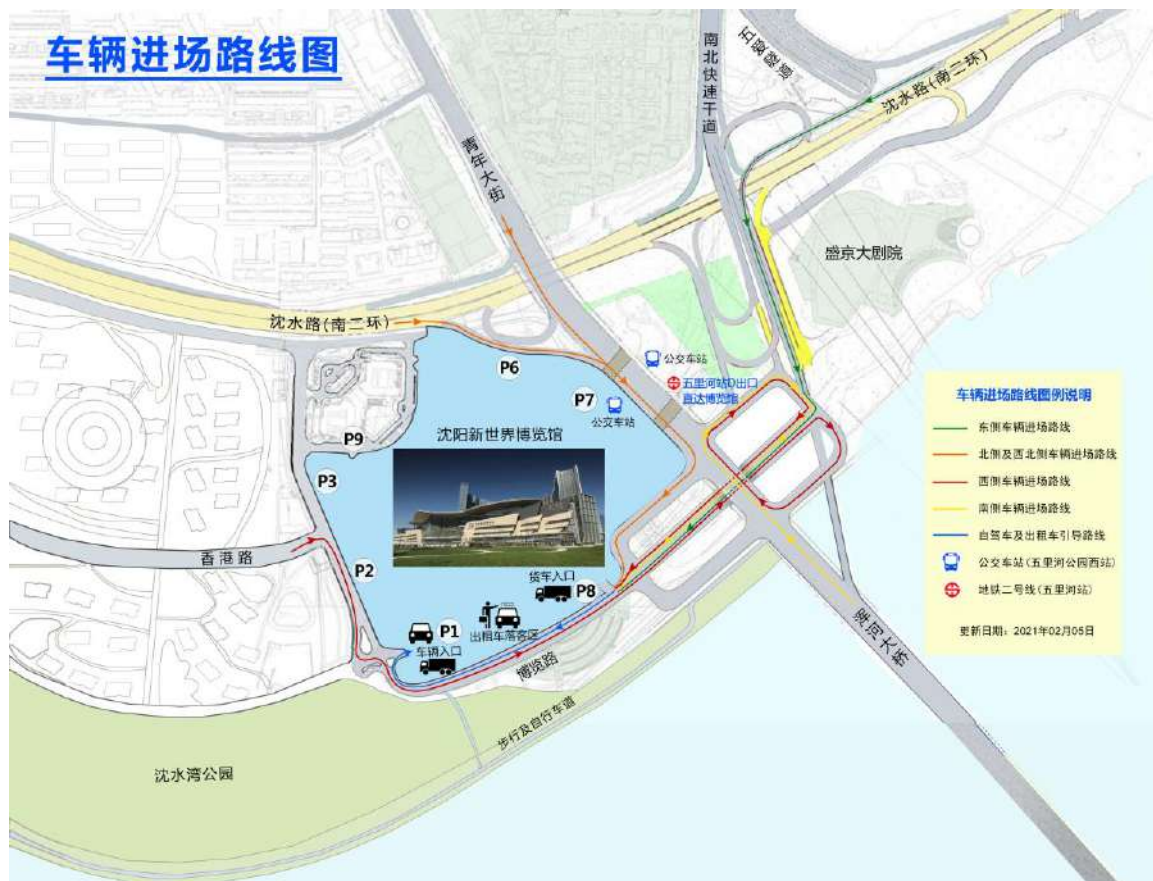 车辆进场路线图
南北快速干道
五爱隧道
沈水路(南二环)
青年大街
盛京大剧院
沈水路(南二环)
P6
公交车站
五里河站D出口
直达博览馆
P7
公交车站
P9
沈阳新世界博览馆
P3
香港路
P2
货车入口
P8
P1
出租车落客区
车辆入口
博览路
步行及自行车道
沈水湾公园
浑河大桥
车辆进场路线图例说明
东侧车辆进场路线
北侧及西北侧车辆进场路线
西侧车辆进场路线
南侧车辆进场路线
自驾车及出租车引导路线
公交车站(五里河公园西站)
地铁二号线(五里河站)
更新日期：2021年02月05日